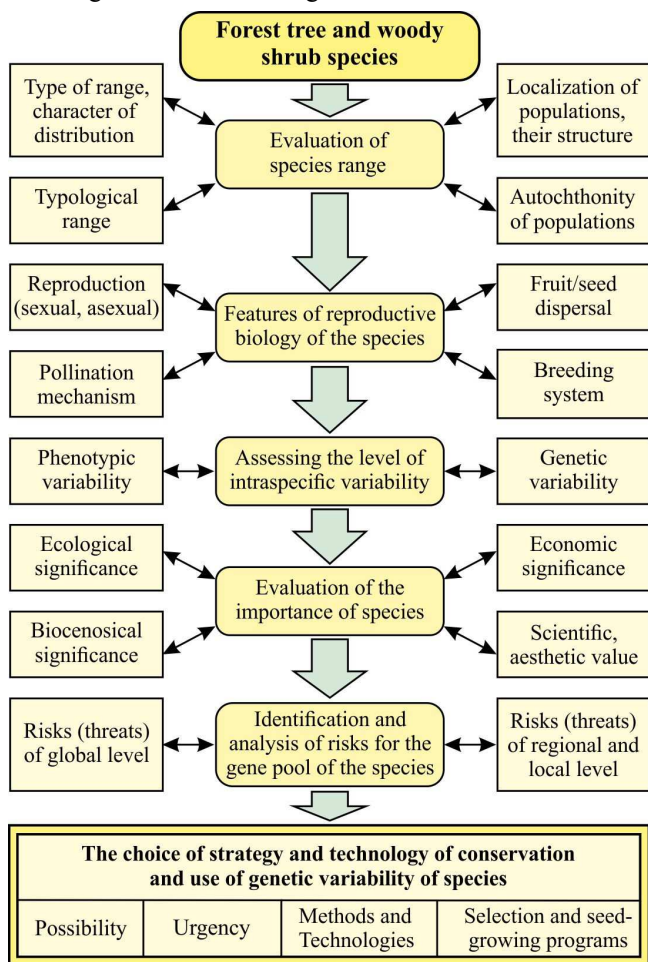 Forest tree and woody
shrub species
Type of range,
character of
distribution
Localization of
populations,
their structure
Evaluation of
species range
Typological
range
Autochthonity
of populations
Reproduction
(sexual, asexual)
Fruit/seed
dispersal
Features of reproductive
biology of the species
Pollination
mechanism
Breeding
system
Phenotypic
variability
Assessing the level of
intraspecific variability
Genetic
variability
Ecological
significance
Economic
significance
Evaluation of the
importance of species
Biocenosical
significance
Scientific,
aesthetic value
Risks (threats)
of global level
Identification and
analysis of risks for the
gene pool of the species
Risks (threats)
of regional and
local level
The choice of strategy and technology of conservation
and use of genetic variability of species
Possibility
Urgency
Methods and
Technologies
Selection and seed-
growing programs